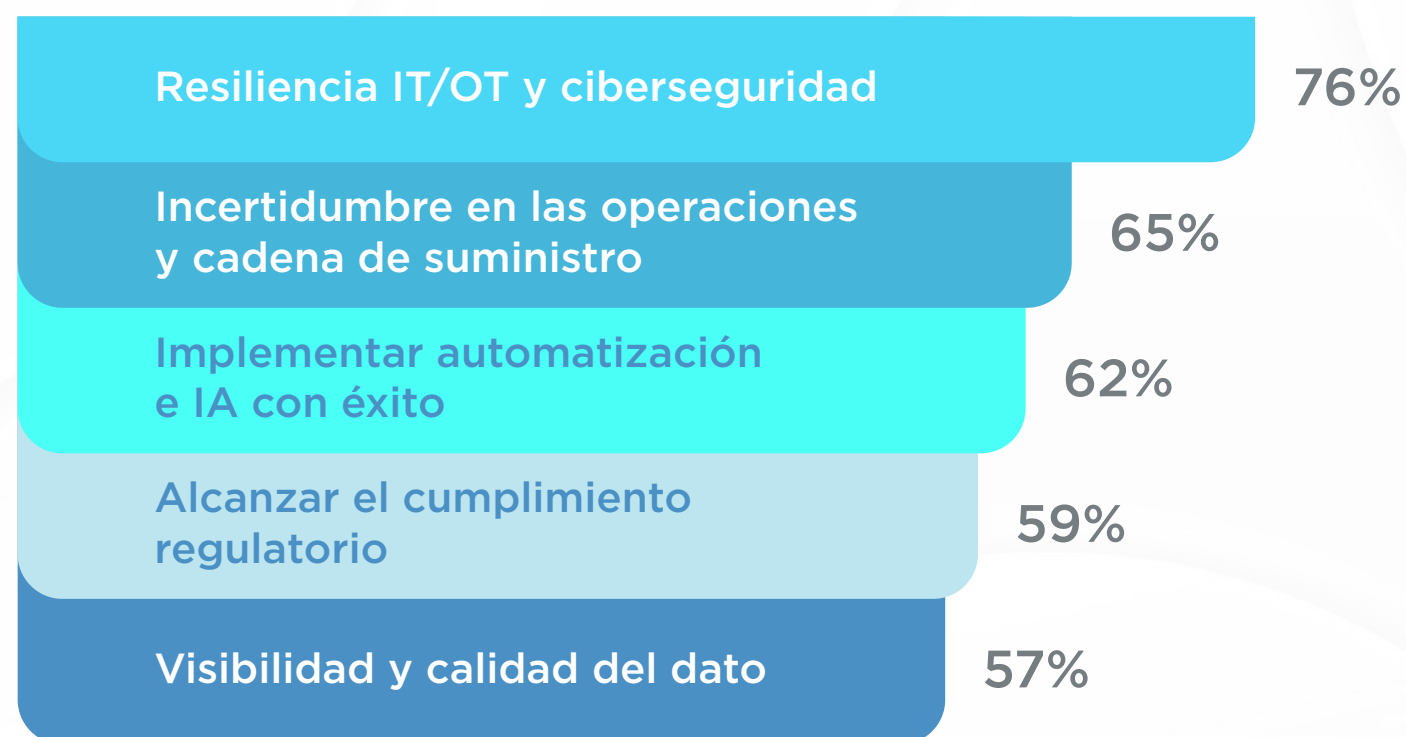 Resiliencia IT/OT y ciberseguridad
76%
Incertidumbre en las operaciones
y cadena de suministro
65%
Implementar automatización
e IA con éxito
62%
Alcanzar el cumplimiento
regulatorio
59%
Visibilidad y calidad del dato
57%